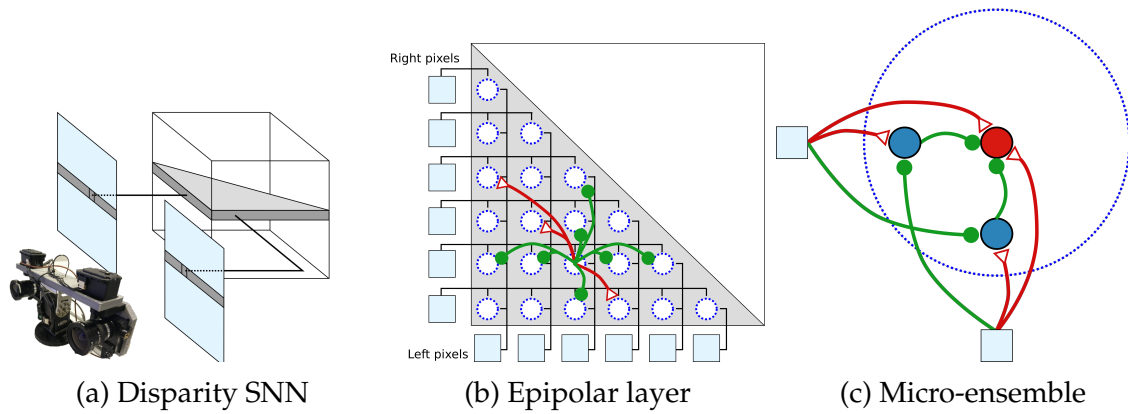 Right pixels
Left pixels
(a) Disparity SNN
(b) Epipolar layer
(c) Micro-ensemble